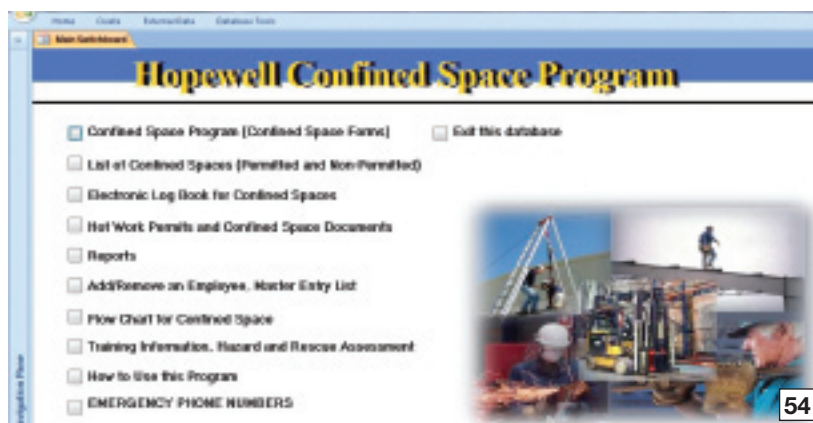 Home Create External Data Database Tools
Main Switchboard
Hopewell Confined Space Program
Confined Space Program (Confined Space Forms)
Exit this database
List of Confined Spaces (Permitted and Non-Permitted)
Electronic Log Book for Confined Spaces
Hot Work Permits and Confined Space Documents
Reports
Add/Remove an Employee, Master Entry List
Flow Chart for Confined Space
Training Information, Hazard and Rescue Assessment
How to Use this Program
EMERGENCY PHONE NUMBERS
Navigation Pane
54